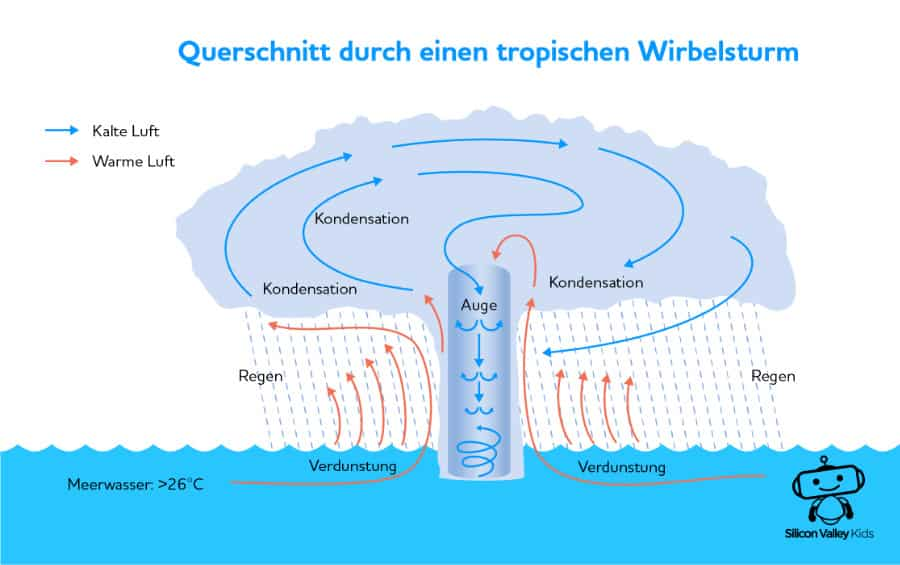 Querschnitt durch einen tropischen Wirbelsturm
Kalte Luft
Warme Luft
Kondensation
Kondensation
Kondensation
Auge
Regen
Regen
Verdunstung
Verdunstung
Meerwasser: >26°C
Silicon Valley Kids